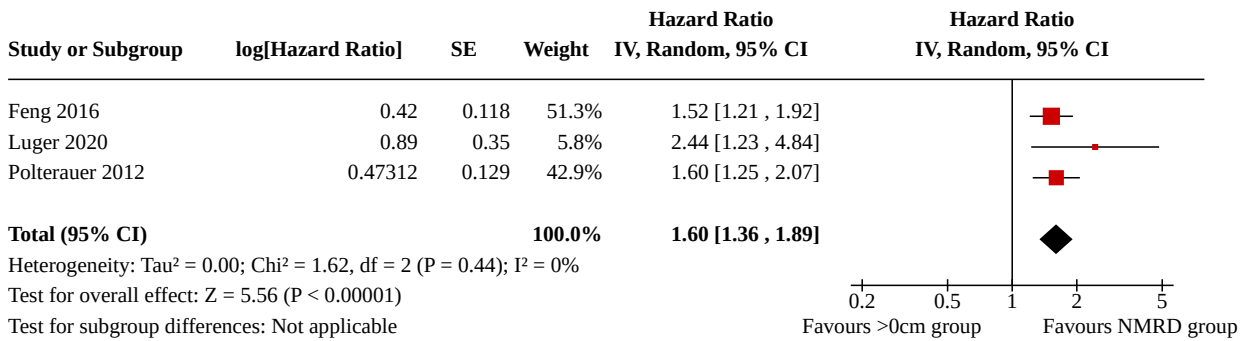 Hazard Ratio Hazard Ratio
Study or Subgroup log[Hazard Ratio] SE Weight IV, Random, 95% CI IV, Random, 95% CI
Feng 2016 0.42 0.118 51.3% 1.52 [1.21 , 1.92]
Luger 2020 0.89 0.35 5.8% 2.44 [1.23 , 4.84]
Polterauer 2012 0.47312 0.129 42.9% 1.60 [1.25 , 2.07]
Total (95% CI) 100.0% 1.60 [1.36 , 1.89]
Heterogeneity: Tau² = 0.00; Chi² = 1.62, df = 2 (P = 0.44); I² = 0%
Test for overall effect: Z = 5.56 (P < 0.00001)
0.2 0.5 1 2 5
Test for subgroup differences: Not applicable Favours >0cm group Favours NMRD group